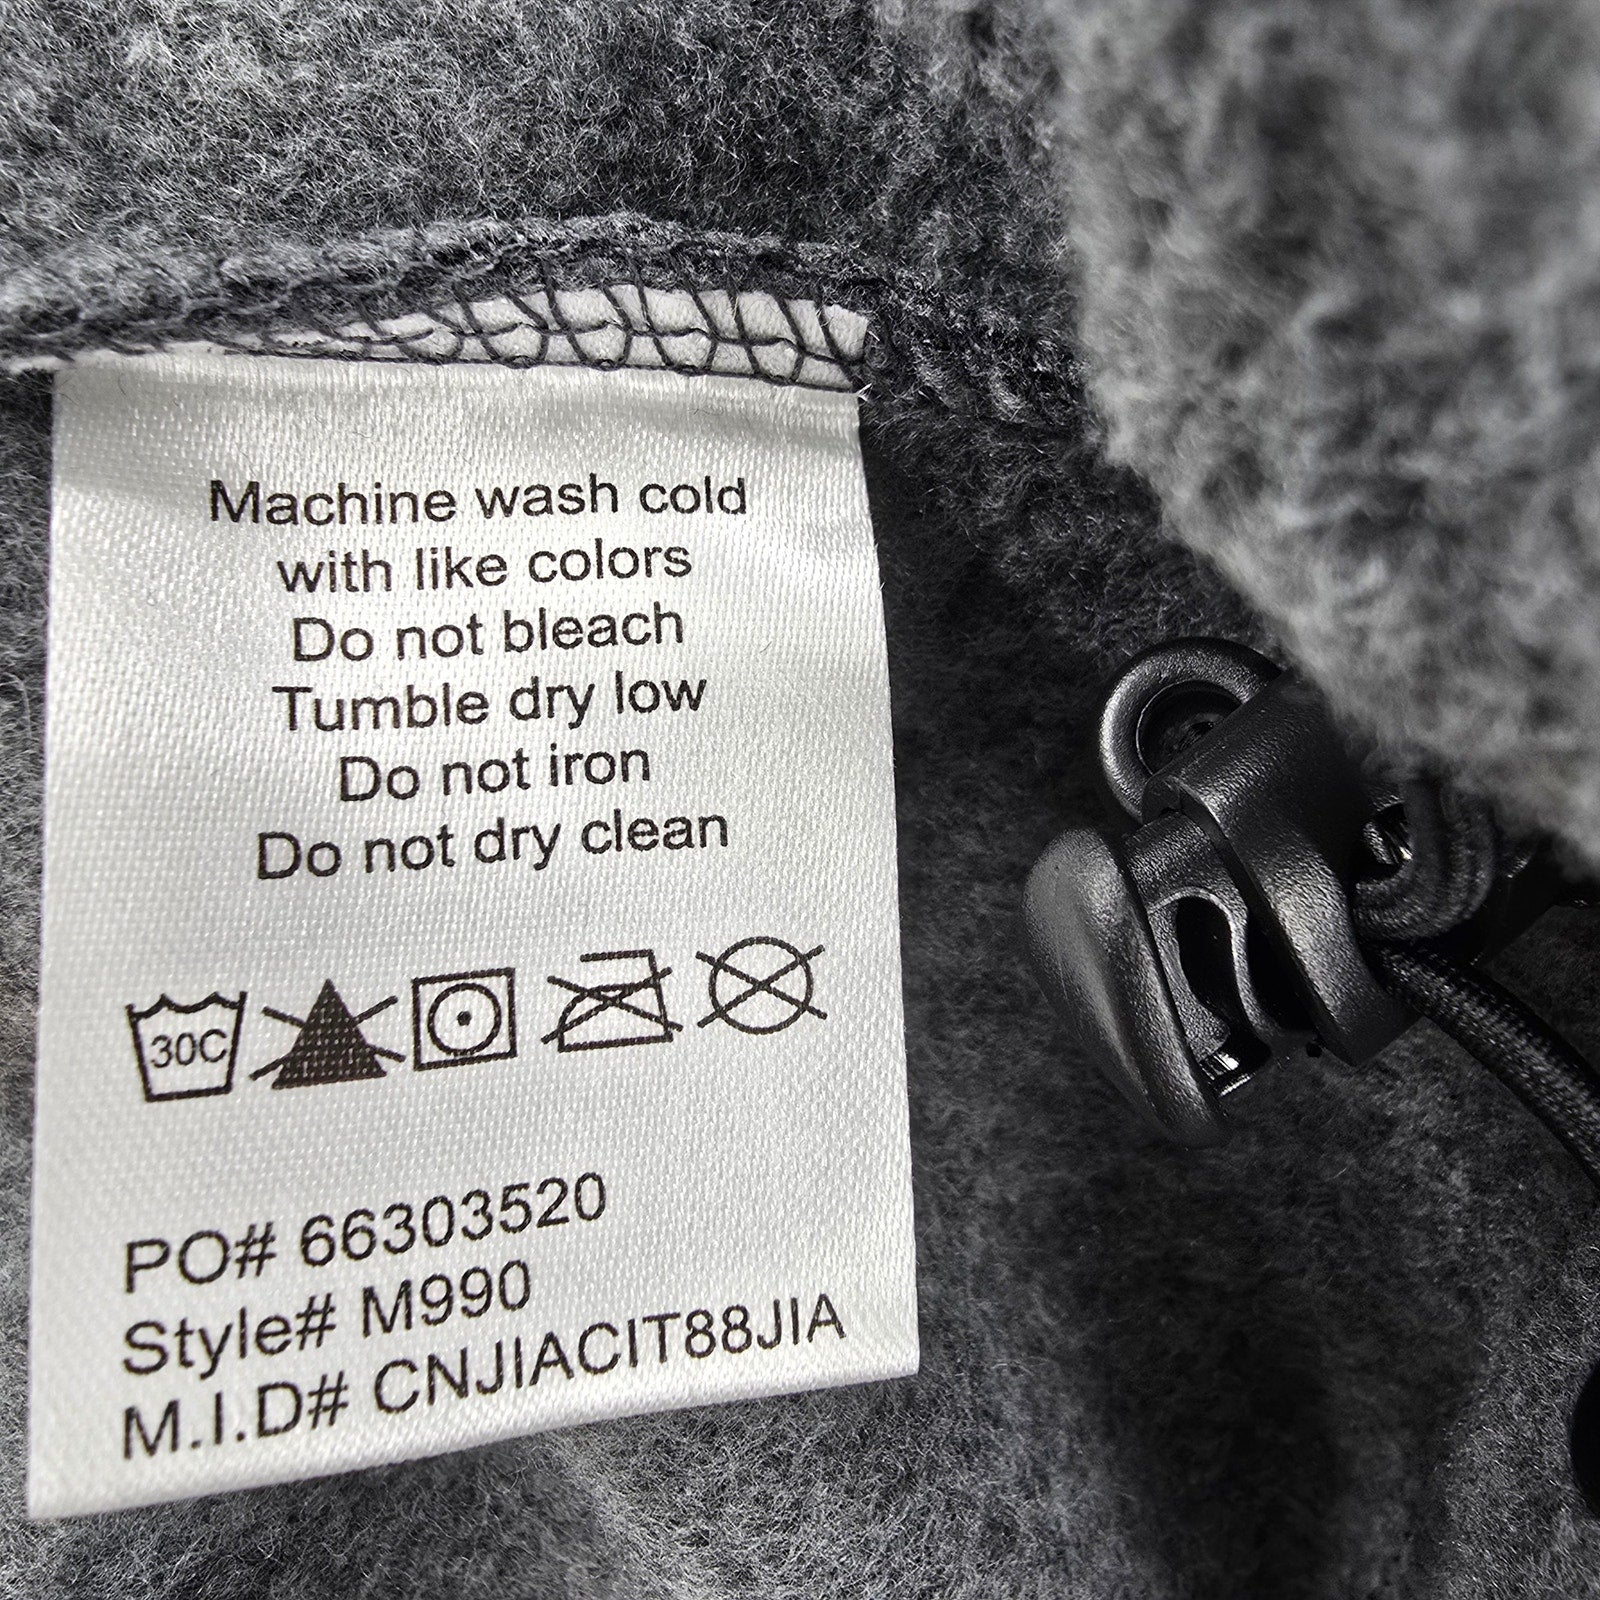 Machine wash cold
with like colors
Do not bleach
Tumble dry low
Do not iron
Do not dry clean
30C
PO# 66303520
Style# M990
M.I.D# CNJIACIT88JIA